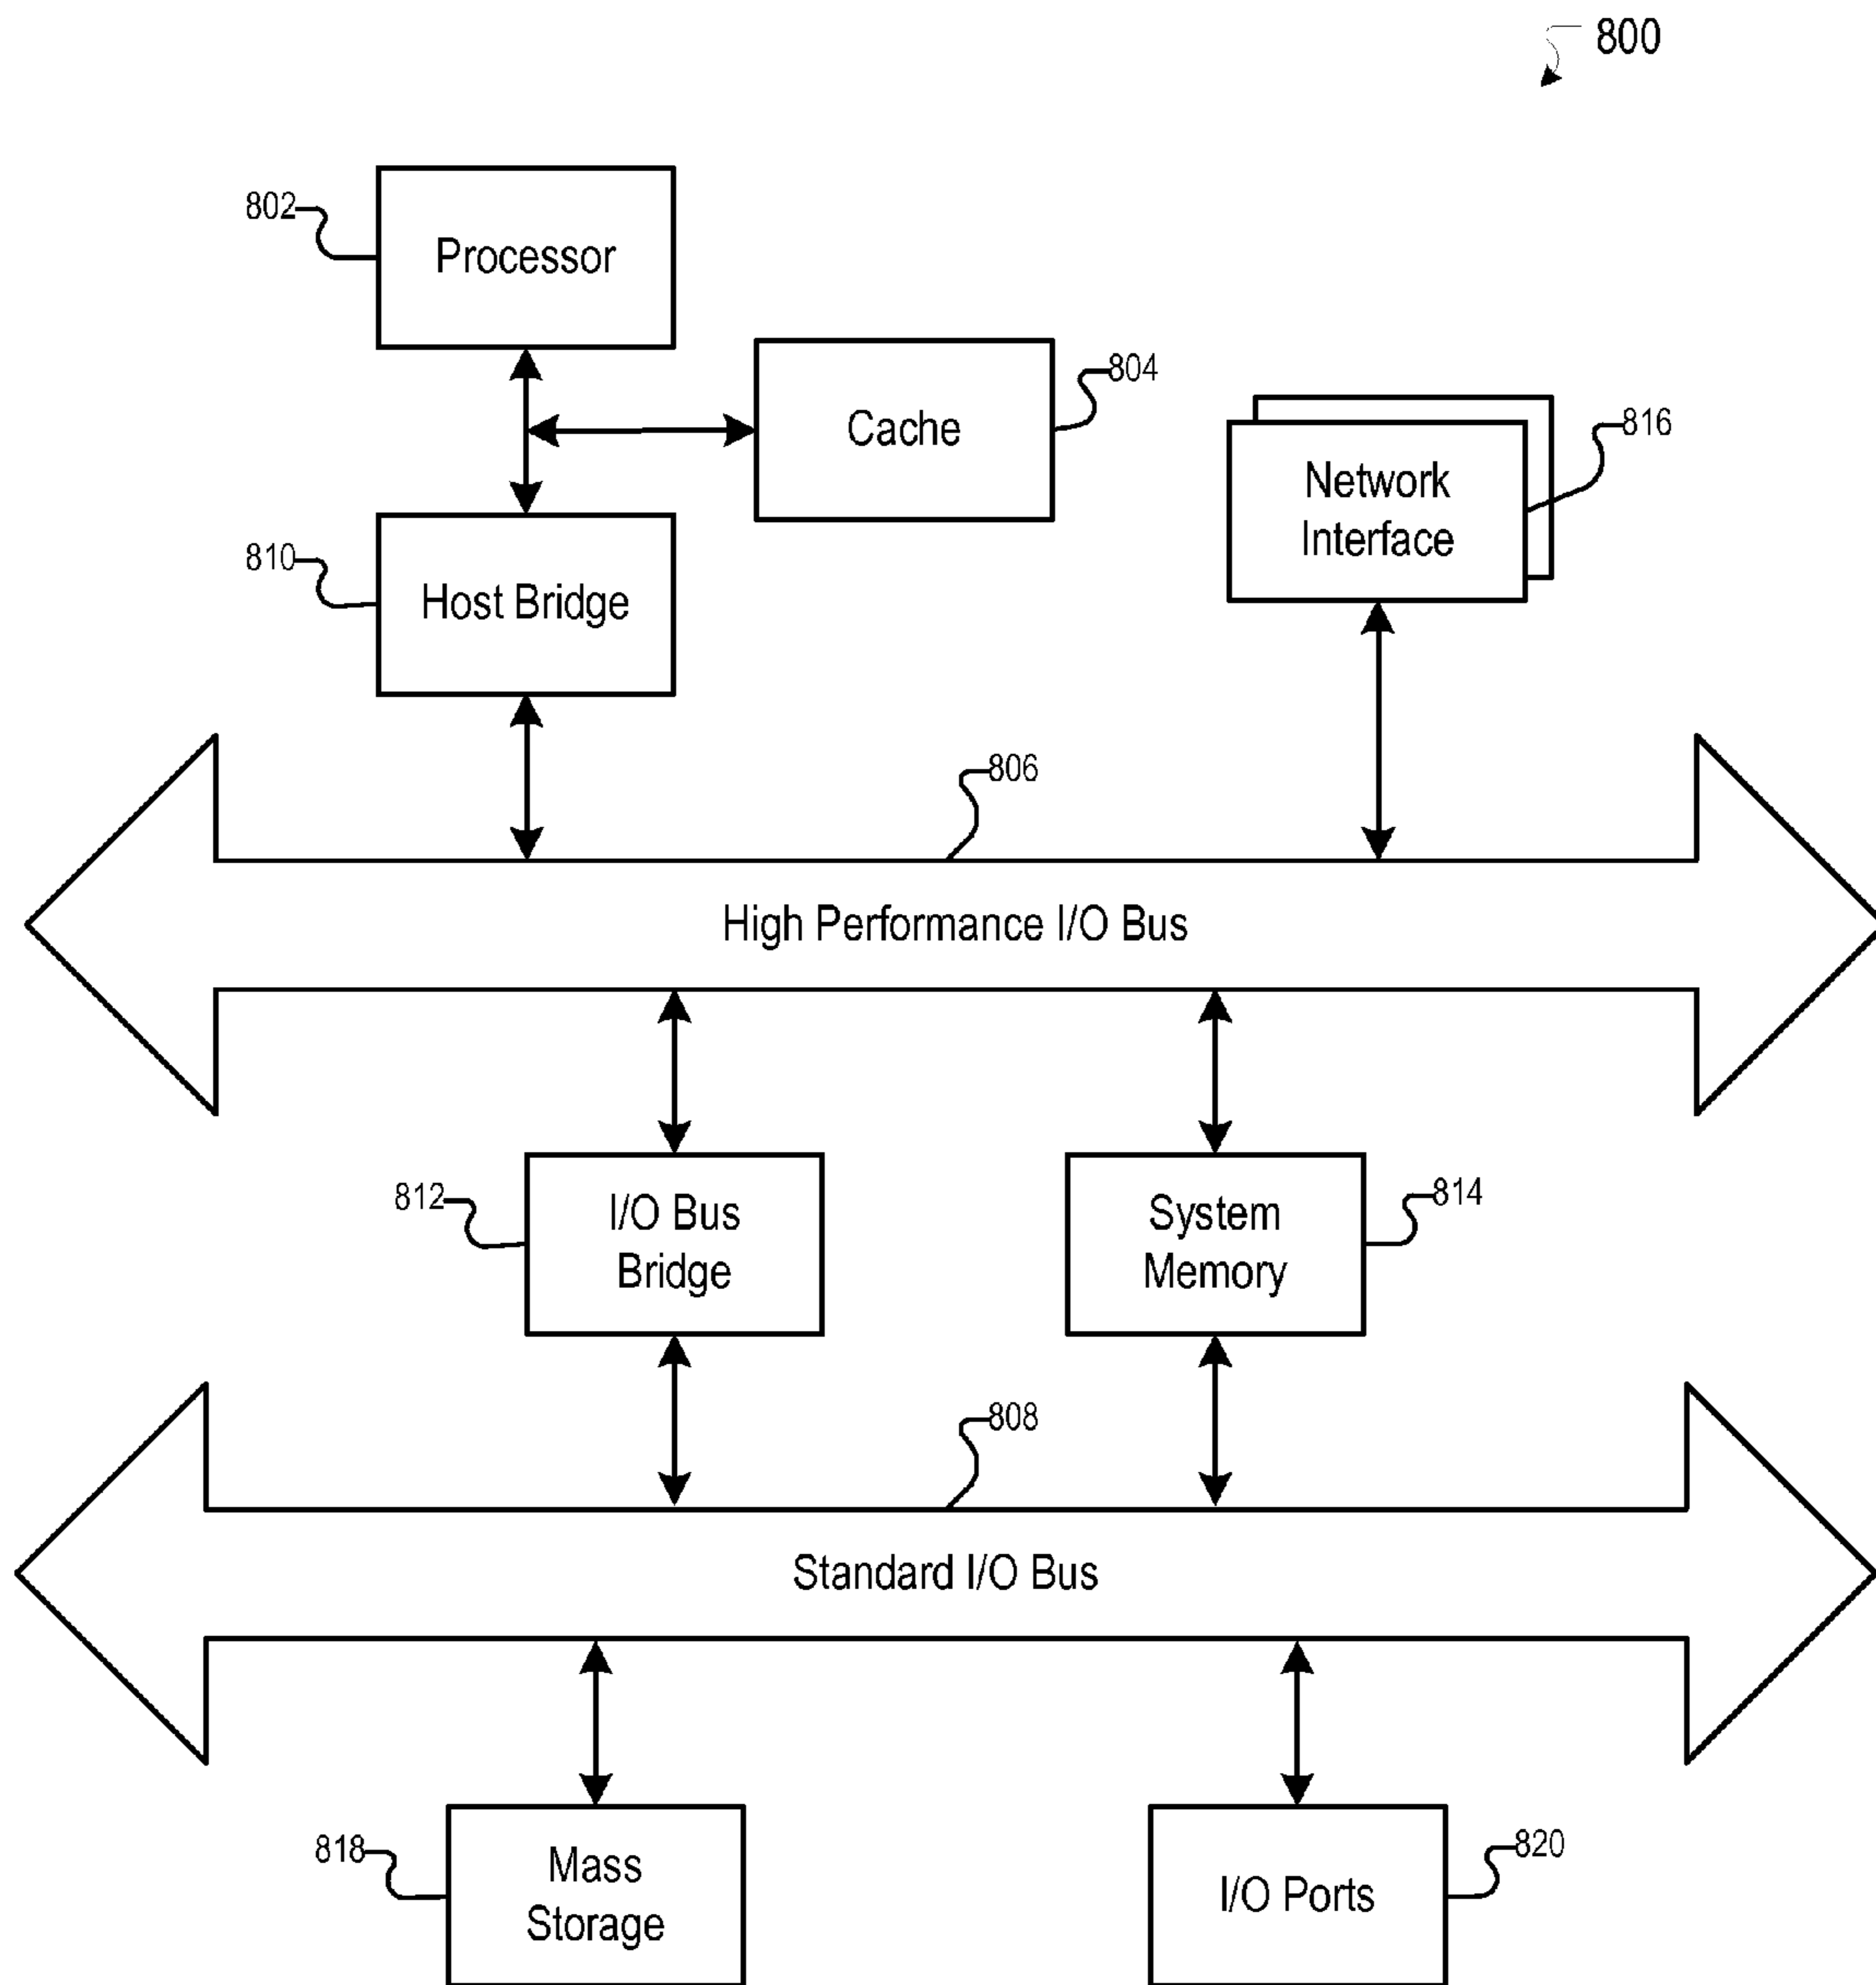 800
802
Processor
804
Cache
816
Network
Interface
810
Host Bridge
806
High Performance I/O Bus
812
I/O Bus
Bridge
814
System
Memory
808
Standard I/O Bus
818
Mass
Storage
820
I/O Ports